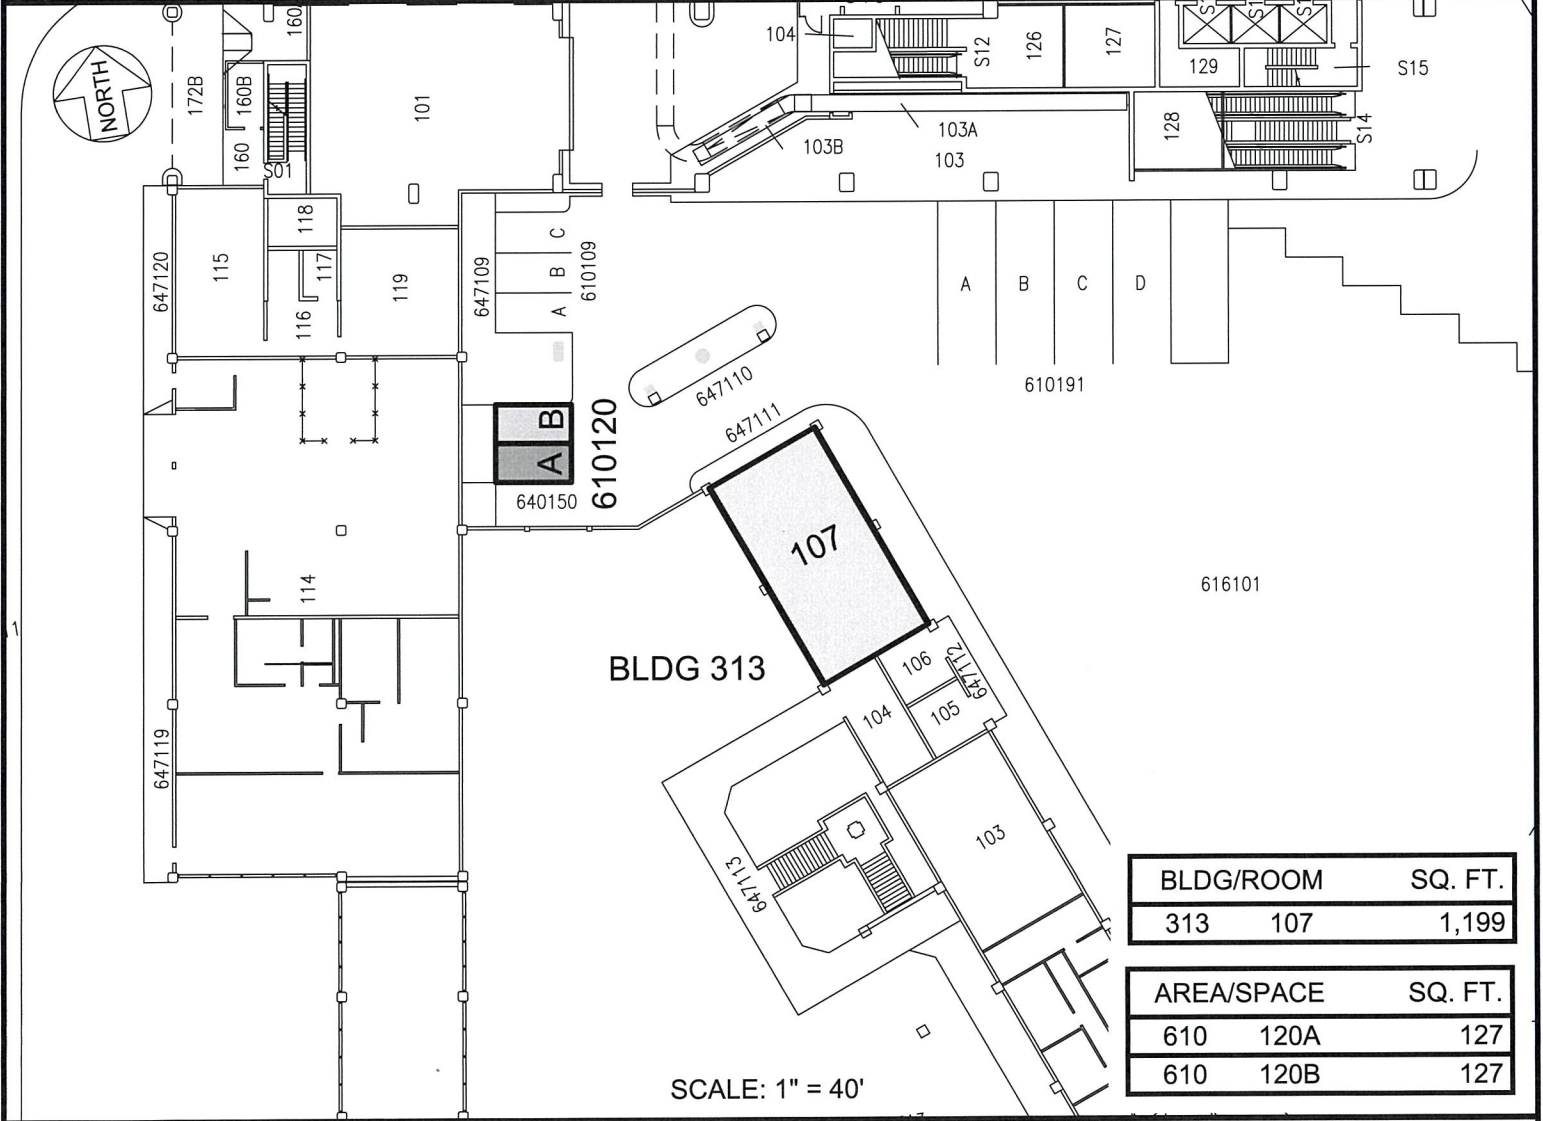 160
104
S12
126
127
129
S15
NORTH
172B
160B
101
128
S14
103A
103B
103
160
S01
118
115
117
119
116
647120
647109
C
B
A
610109
A
B
C
D
647110
610191
647111
B
A
610120
640150
107
616101
114
BLDG 313
106
647112
105
104
647119
103
647113
BLDG/ROOM SQ. FT.
313 107 1,199
AREA/SPACE SQ. FT.
610 120A 127
610 120B 127
SCALE: 1" = 40'